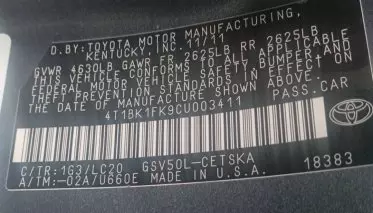 D.BY: TOYOTA MOTOR MANUFACTURING,
KENTUCKY, INC. 11/11
GVWR 4630LB GAWR FR 2625LB RR 2625LB
THIS VEHICLE CONFORMS TO ALL APPLICABLE
FEDERAL MOTOR VEHICLE SAFETY AND
THEFT PREVENTION STANDARDS IN EFFECT ON
THE DATE OF MANUFACTURE SHOWN ABOVE.
4T1BK1FK9CU003411 PASS.CAR
C/TR: 1G3/LC20 GSV50L-CETSKA
A/TM: -02A/U660E MADE IN U.S.A. 18383